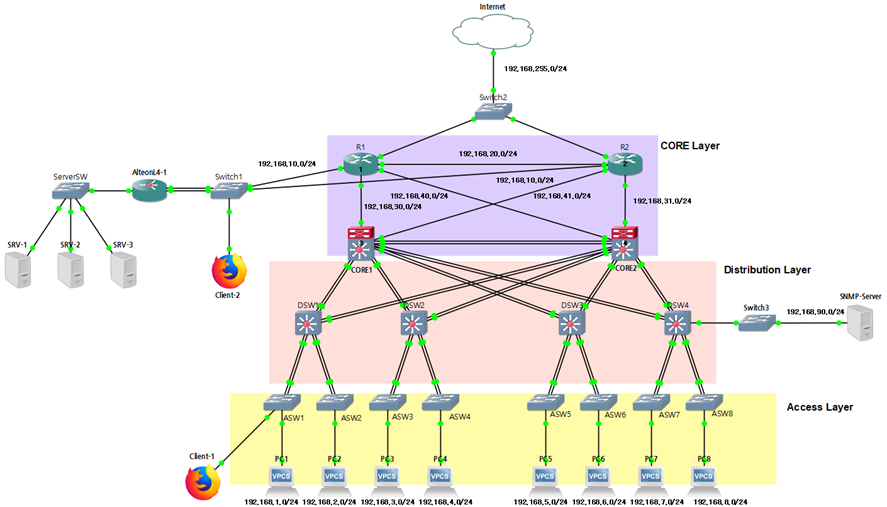 Internet
192,168,255,0/24
Switch2
CORE Layer
R1
192,168,20,0/24
R2
192,168,10,0/24
1
2
AlteonL4-1
Switch1
192,168,10,0/24
ServerSW
192,168,40,0/24
192,168,41,0/24
192,168,31,0/24
192,168,30,0/24
SRV-1
SRV-2
SRV-3
3
4
CORE1
CORE2
Client-2
Distribution Layer
DSW1
DSW2
DSW3
DSW4
Switch3
SNMP-Server
192,168,90,0/24
ASW1
ASW2
ASW3
ASW4
ASW5
ASW6
ASW7
ASW8
Access Layer
Client-1
PC1
PC2
PC3
PC4
PC5
PC6
PC7
PC8
VPCS
VPCS
VPCS
VPCS
VPCS
VPCS
VPCS
VPCS
192,168,1,0/24
192,168,2,0/24
192,168,3,0/24
192,168,4,0/24
192,168,5,0/24
192,168,6,0/24
192,168,7,0/24
192,168,8,0/24